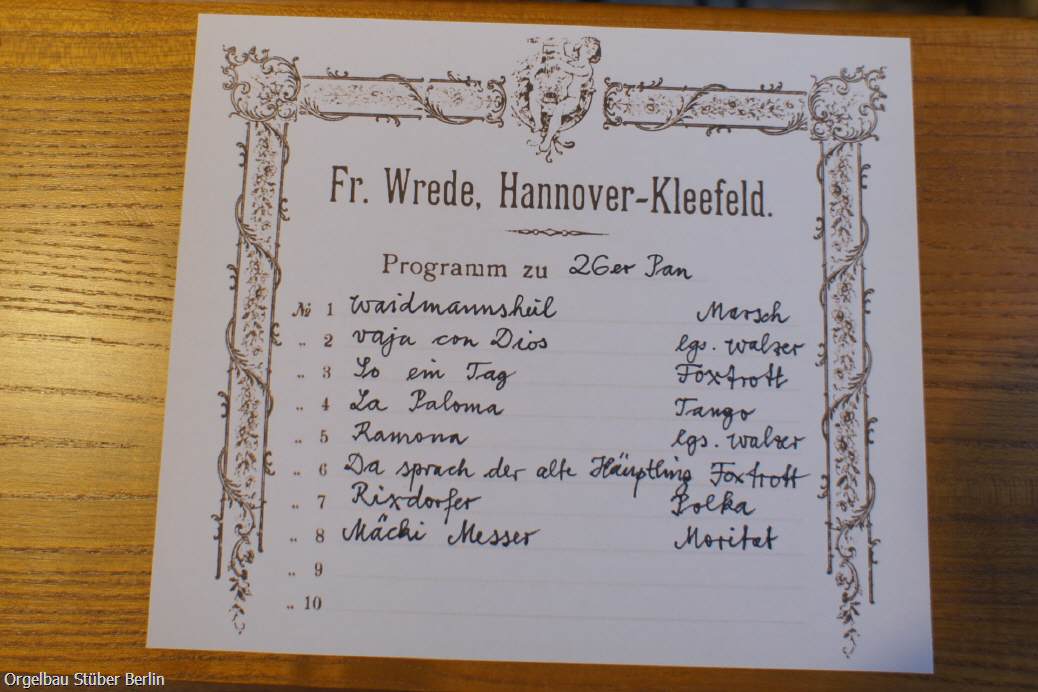 Fr. Wrede, Hannover-Kleefeld.
Programm zu 26er Pan
№ 1 Waidmannsheil Marsch
„ 2 vaja con Dios lgs. walzer
„ 3 So ein Tag Foxtrott
„ 4 La Paloma Tango
„ 5 Ramona lgs. walzer
„ 6 Da sprach der alte Häuptling Foxtrott
„ 7 Rixdorfer Polka
„ 8 Mäcki Messer Moritat
„ 9
„ 10
Orgelbau Stüber Berlin